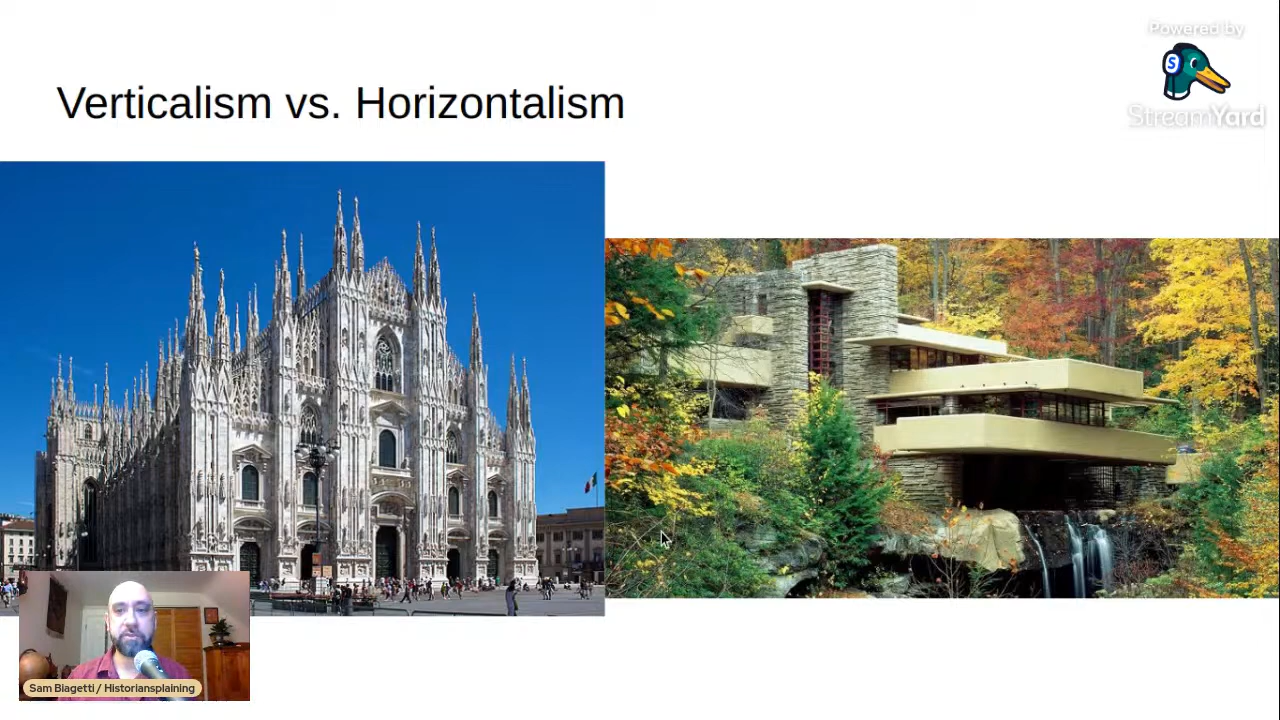 Powered by
StreamYard
Verticalism vs. Horizontalism
Sam Biagetti / Historiansplaining